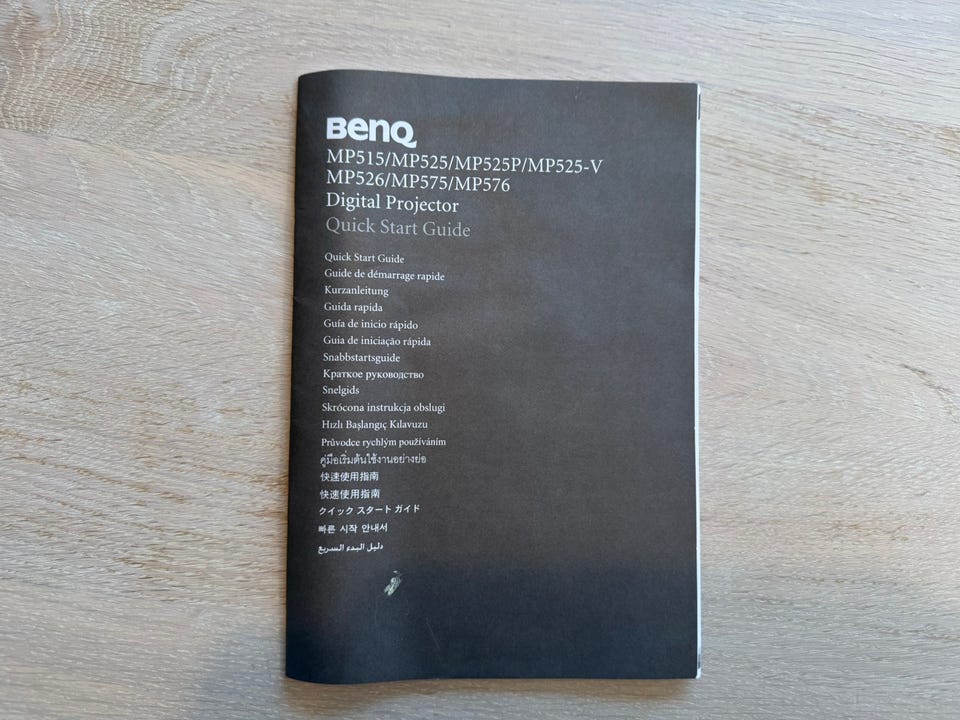 BenQ
MP515/MP525/MP525P/MP525-V
MP526/MP575/MP576
Digital Projector
Quick Start Guide
Quick Start Guide
Guide de démarrage rapide
Kurzanleitung
Guida rapida
Guía de inicio rápido
Guia de iniciação rápida
Snabbstartsguide
Краткое руководство
Snelgids
Skrócona instrukcja obslugi
Hızlı Başlangıç Kılavuzu
Průvodce rychlým používáním
คู่มือเริ่มต้นใช้งานอย่างย่อ
快速使用指南
快速使用指南
クイック スタート ガイド
빠른 시작 안내서
دليل البدء السريع